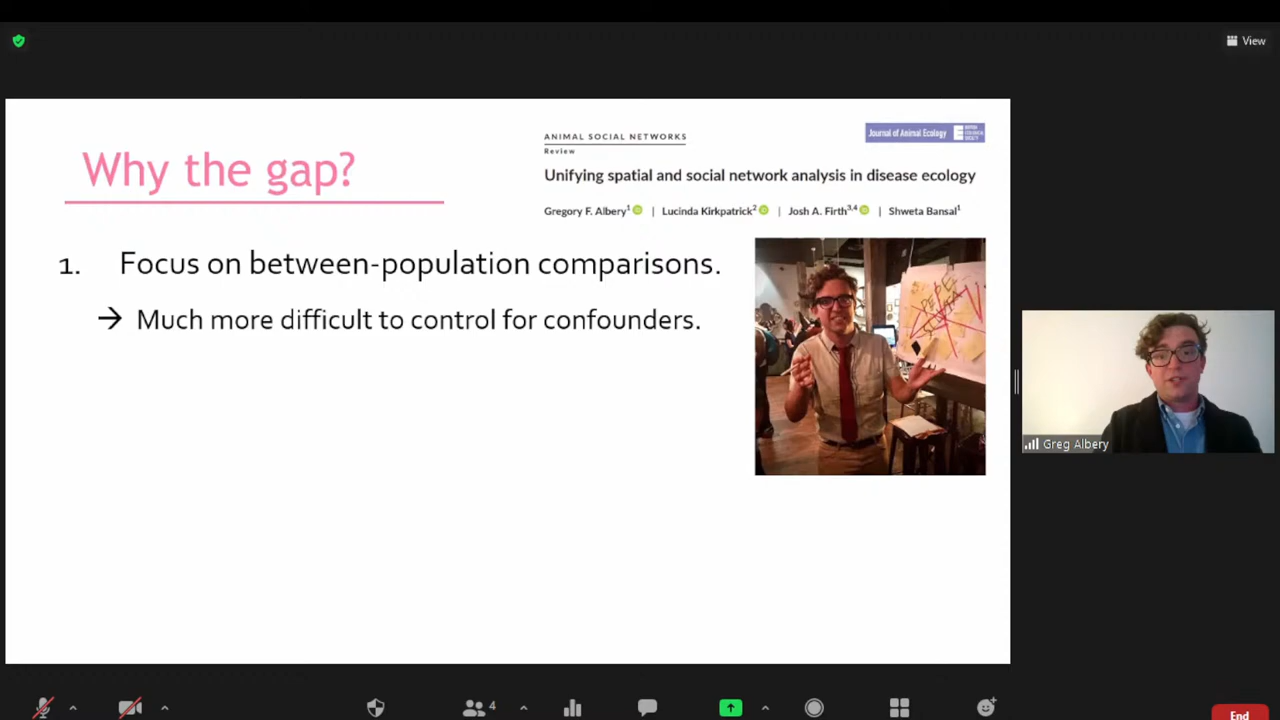 View
Why the gap?
ANIMAL SOCIAL NETWORKS
Review
Journal of Animal Ecology
Unifying spatial and social network analysis in disease ecology
Gregory F. Albery1 | Lucinda Kirkpatrick2 | Josh A. Firth3,4 | Shweta Bansal1
1. Focus on between-population comparisons.
→ Much more difficult to control for confounders.
Greg Albery
4
End